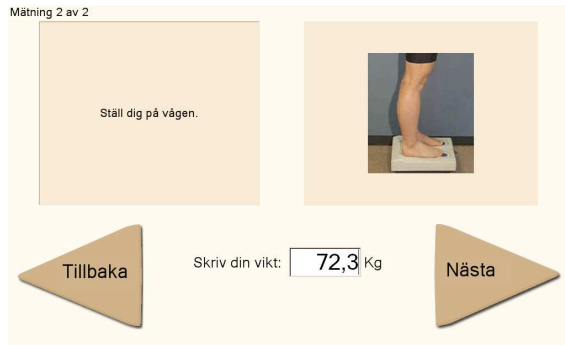 Mätning 2 av 2
Ställ dig på vågen.
Tillbaka
Skriv din vikt: 72,3 Kg
Nästa